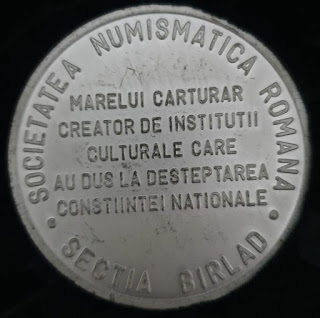 SOCIETATEA NUMISMATICA ROMANA
MARELUI CARTURAR
CREATOR DE INSTITUTII
CULTURALE CARE
AU DUS LA DESTEPTAREA
CONSTIINTEI NATIONALE
• SECTIA BIRLAD •